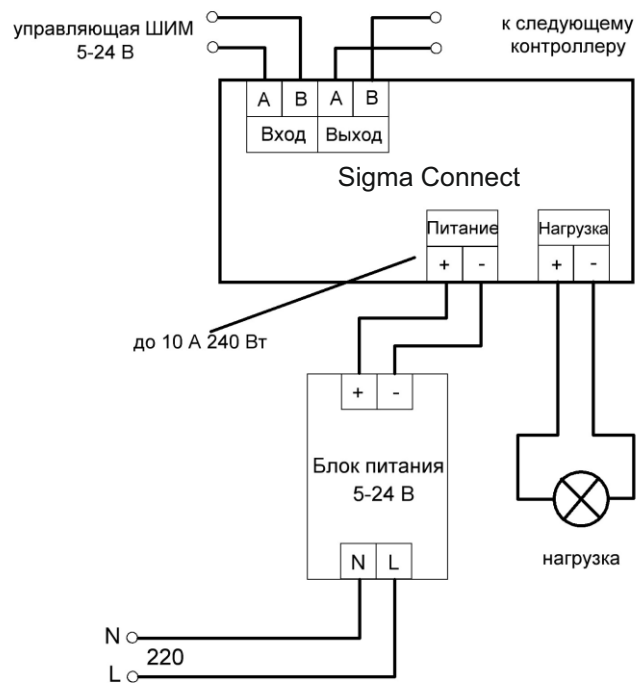 управляющая ШИМ
5-24 В
к следующему
контроллеру
A B A B
Вход Выход
Sigma Connect
Питание Нагрузка
+ - + -
до 10 А 240 Вт
+ -
Блок питания
5-24 В
N L
нагрузка
N
220
L